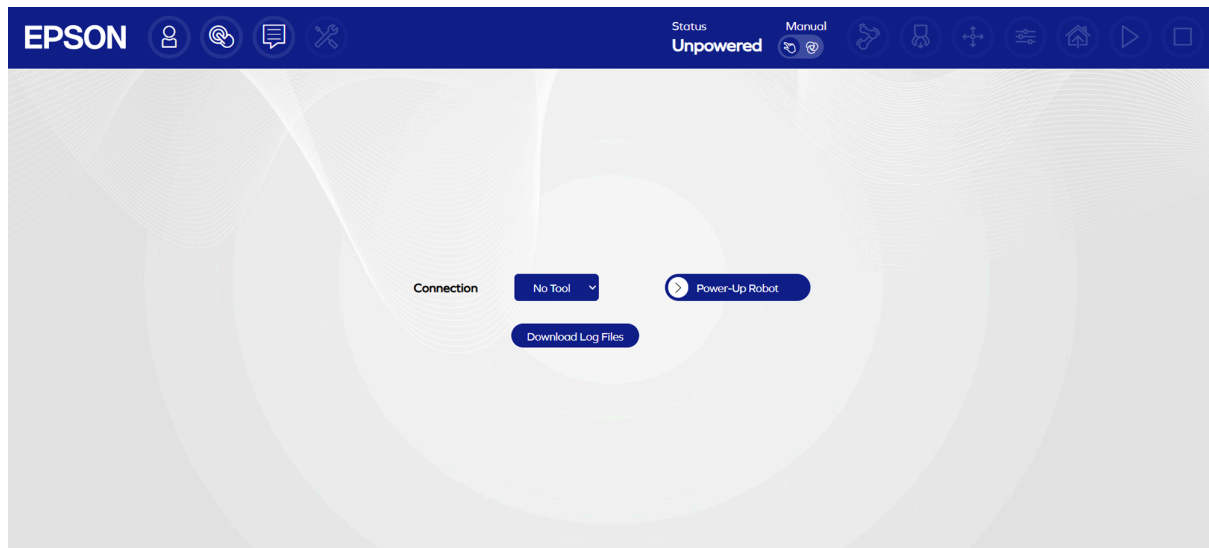 EPSON
Status
Unpowered
Manual
Connection
No Tool
Power-Up Robot
Download Log Files